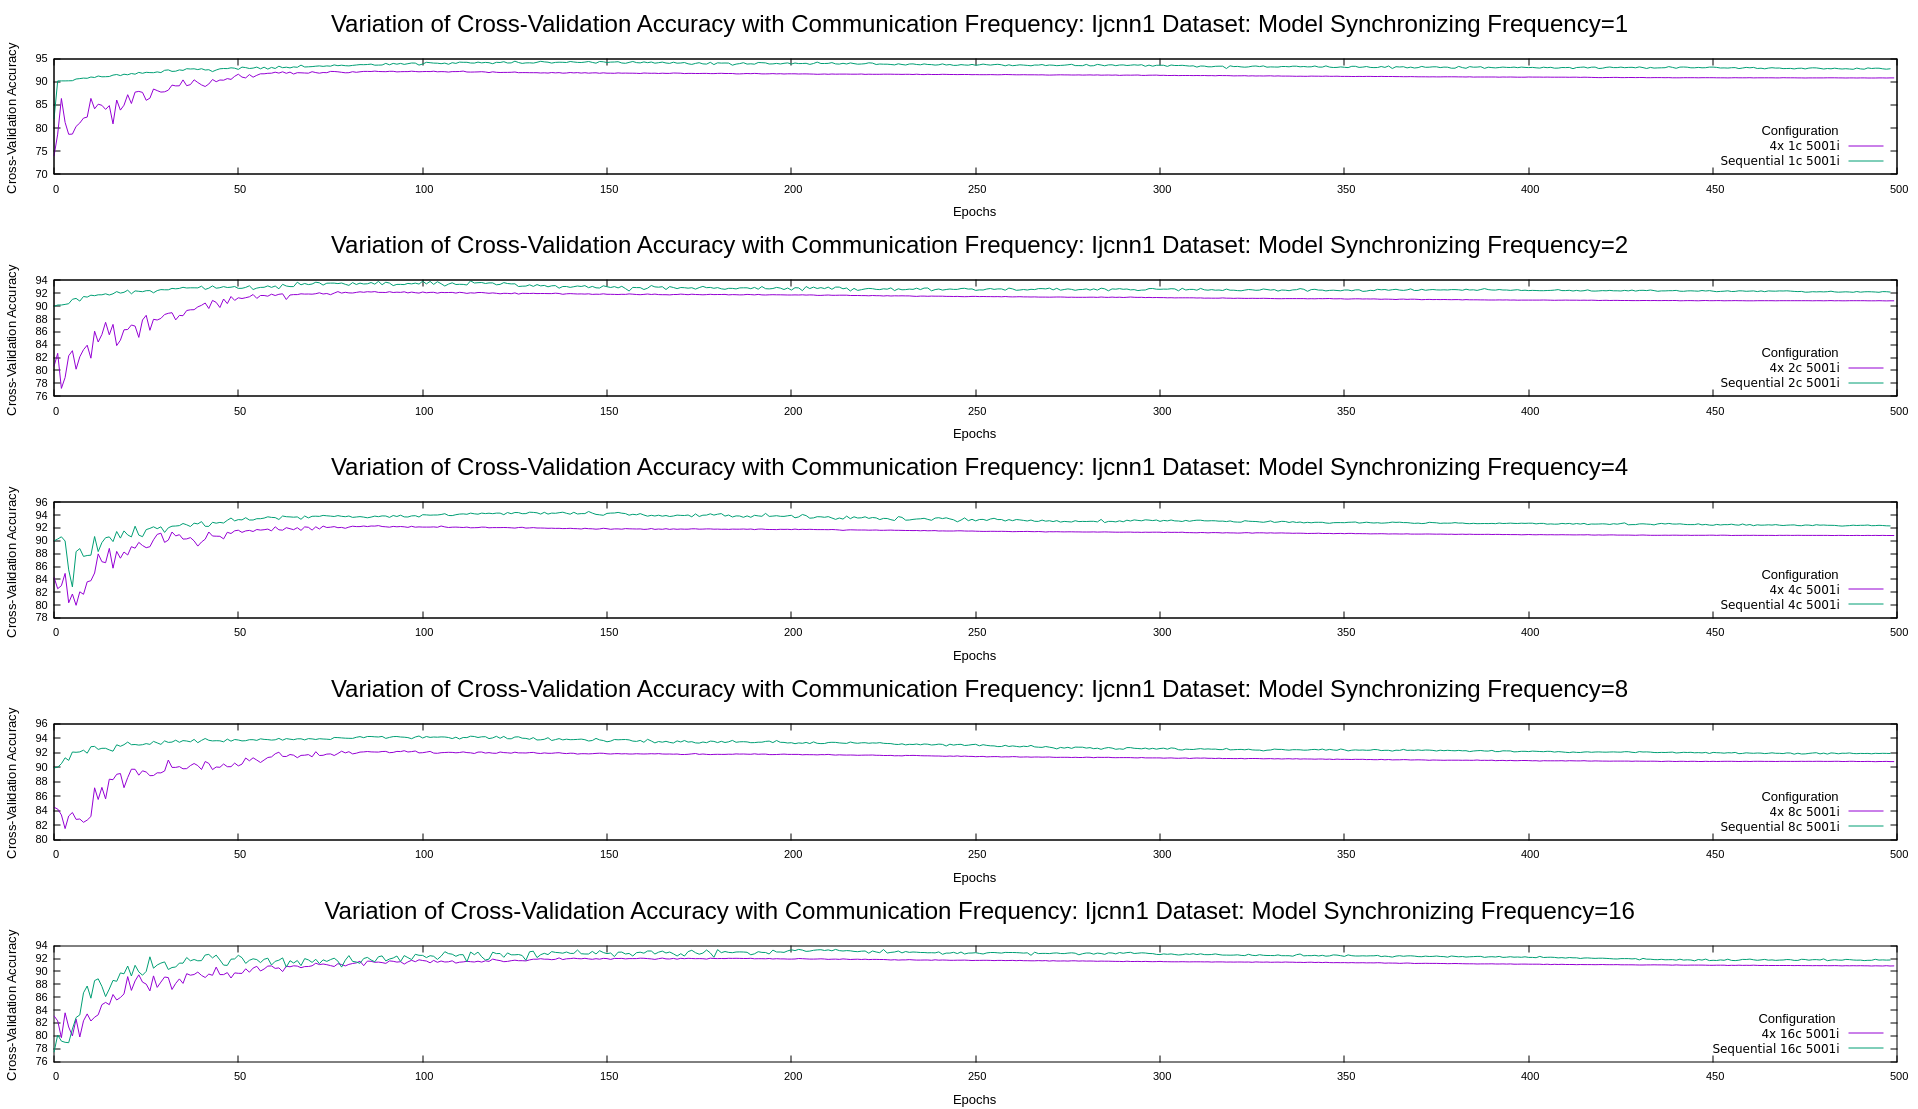 Variation of Cross-Validation Accuracy with Communication Frequency: Ijcnn1 Dataset: Model Synchronizing Frequency=1
Cross-Validation Accuracy
95
90
85
80
75
70
Configuration
4x 1c 5001i
Sequential 1c 5001i
0 50 100 150 200 250 300 350 400 450 500
Epochs
Variation of Cross-Validation Accuracy with Communication Frequency: Ijcnn1 Dataset: Model Synchronizing Frequency=2
Cross-Validation Accuracy
94
92
90
88
86
84
82
80
78
76
Configuration
4x 2c 5001i
Sequential 2c 5001i
0 50 100 150 200 250 300 350 400 450 500
Epochs
Variation of Cross-Validation Accuracy with Communication Frequency: Ijcnn1 Dataset: Model Synchronizing Frequency=4
Cross-Validation Accuracy
96
94
92
90
88
86
84
82
80
78
Configuration
4x 4c 5001i
Sequential 4c 5001i
0 50 100 150 200 250 300 350 400 450 500
Epochs
Variation of Cross-Validation Accuracy with Communication Frequency: Ijcnn1 Dataset: Model Synchronizing Frequency=8
Cross-Validation Accuracy
96
94
92
90
88
86
84
82
80
Configuration
4x 8c 5001i
Sequential 8c 5001i
0 50 100 150 200 250 300 350 400 450 500
Epochs
Variation of Cross-Validation Accuracy with Communication Frequency: Ijcnn1 Dataset: Model Synchronizing Frequency=16
Cross-Validation Accuracy
94
92
90
88
86
84
82
80
78
76
Configuration
4x 16c 5001i
Sequential 16c 5001i
0 50 100 150 200 250 300 350 400 450 500
Epochs